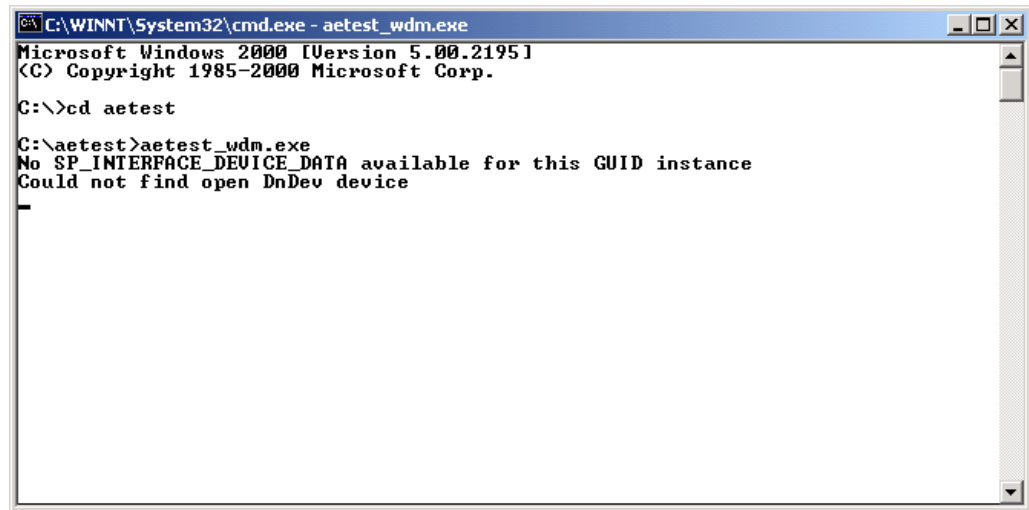 C:\WINNT\System32\cmd.exe - aetest_wdm.exe
Microsoft Windows 2000 [Version 5.00.2195]
(C) Copyright 1985-2000 Microsoft Corp.
C:\>cd aetest
C:\aetest>aetest_wdm.exe
No SP_INTERFACE_DEVICE_DATA available for this GUID instance
Could not find open DnDev device